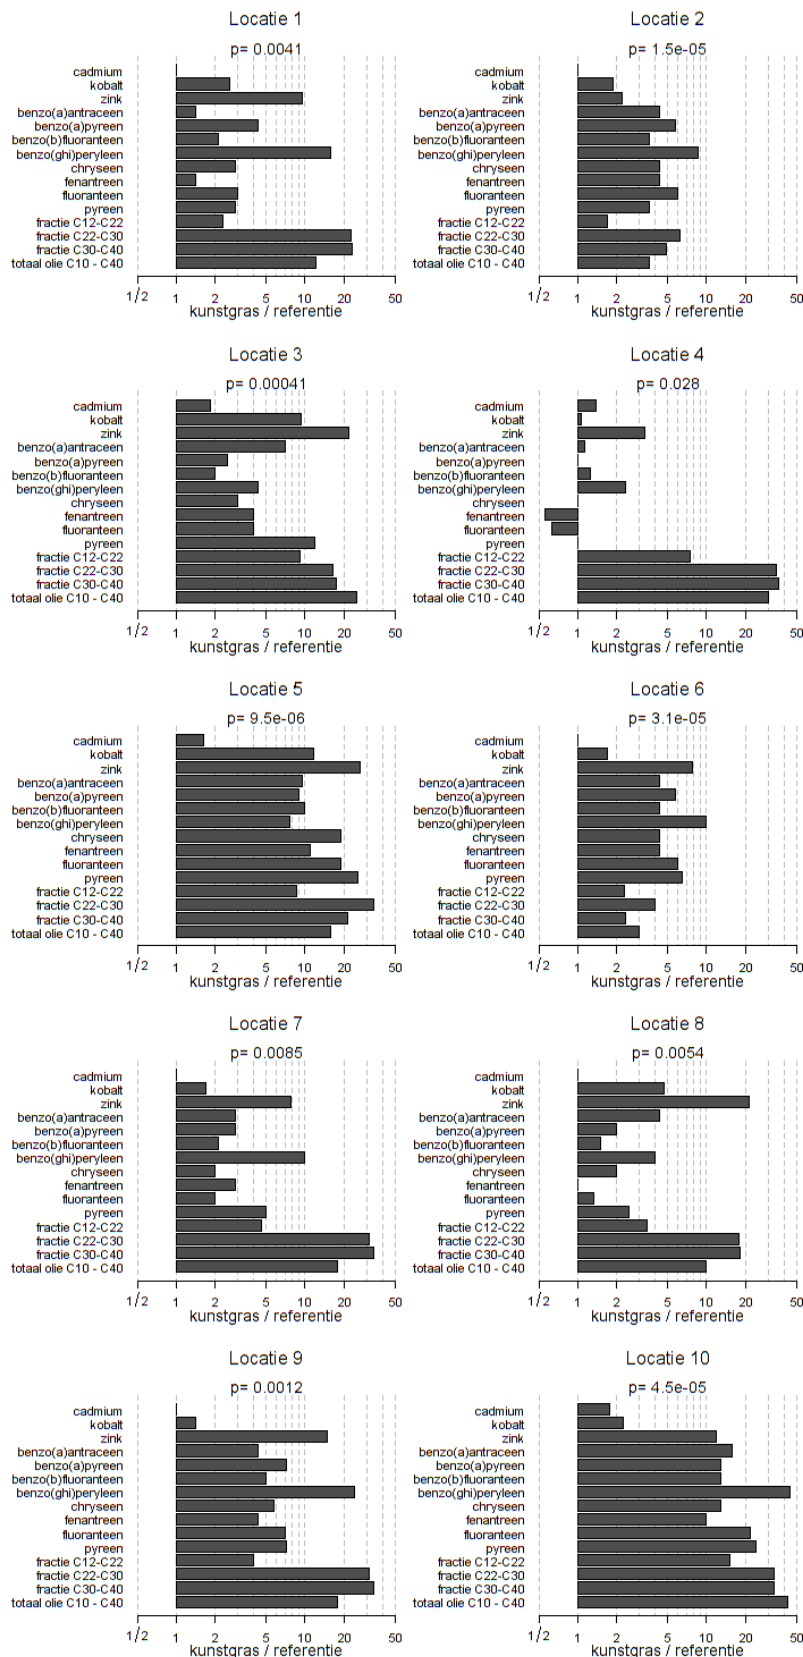 Locatie 1
p= 0.0041
cadmium
kobalt
zink
benzo(a)antraceen
benzo(a)pyreen
benzo(b)fluoranteen
benzo(ghi)peryleen
chryseen
fenantreen
fluoranteen
pyreen
fractie C12-C22
fractie C22-C30
fractie C30-C40
totaal olie C10 - C40
1/2 1 2 5 10 20 50
kunstgras / referentie
Locatie 2
p= 1.5e-05
cadmium
kobalt
zink
benzo(a)antraceen
benzo(a)pyreen
benzo(b)fluoranteen
benzo(ghi)peryleen
chryseen
fenantreen
fluoranteen
pyreen
fractie C12-C22
fractie C22-C30
fractie C30-C40
totaal olie C10 - C40
1/2 1 2 5 10 20 50
kunstgras / referentie
Locatie 3
p= 0.00041
cadmium
kobalt
zink
benzo(a)antraceen
benzo(a)pyreen
benzo(b)fluoranteen
benzo(ghi)peryleen
chryseen
fenantreen
fluoranteen
pyreen
fractie C12-C22
fractie C22-C30
fractie C30-C40
totaal olie C10 - C40
1/2 1 2 5 10 20 50
kunstgras / referentie
Locatie 4
p= 0.028
cadmium
kobalt
zink
benzo(a)antraceen
benzo(a)pyreen
benzo(b)fluoranteen
benzo(ghi)peryleen
chryseen
fenantreen
fluoranteen
pyreen
fractie C12-C22
fractie C22-C30
fractie C30-C40
totaal olie C10 - C40
1/2 1 2 5 10 20 50
kunstgras / referentie
Locatie 5
p= 9.5e-06
cadmium
kobalt
zink
benzo(a)antraceen
benzo(a)pyreen
benzo(b)fluoranteen
benzo(ghi)peryleen
chryseen
fenantreen
fluoranteen
pyreen
fractie C12-C22
fractie C22-C30
fractie C30-C40
totaal olie C10 - C40
1/2 1 2 5 10 20 50
kunstgras / referentie
Locatie 6
p= 3.1e-05
cadmium
kobalt
zink
benzo(a)antraceen
benzo(a)pyreen
benzo(b)fluoranteen
benzo(ghi)peryleen
chryseen
fenantreen
fluoranteen
pyreen
fractie C12-C22
fractie C22-C30
fractie C30-C40
totaal olie C10 - C40
1/2 1 2 5 10 20 50
kunstgras / referentie
Locatie 7
p= 0.0085
cadmium
kobalt
zink
benzo(a)antraceen
benzo(a)pyreen
benzo(b)fluoranteen
benzo(ghi)peryleen
chryseen
fenantreen
fluoranteen
pyreen
fractie C12-C22
fractie C22-C30
fractie C30-C40
totaal olie C10 - C40
1/2 1 2 5 10 20 50
kunstgras / referentie
Locatie 8
p= 0.0054
cadmium
kobalt
zink
benzo(a)antraceen
benzo(a)pyreen
benzo(b)fluoranteen
benzo(ghi)peryleen
chryseen
fenantreen
fluoranteen
pyreen
fractie C12-C22
fractie C22-C30
fractie C30-C40
totaal olie C10 - C40
1/2 1 2 5 10 20 50
kunstgras / referentie
Locatie 9
p= 0.0012
cadmium
kobalt
zink
benzo(a)antraceen
benzo(a)pyreen
benzo(b)fluoranteen
benzo(ghi)peryleen
chryseen
fenantreen
fluoranteen
pyreen
fractie C12-C22
fractie C22-C30
fractie C30-C40
totaal olie C10 - C40
1/2 1 2 5 10 20 50
kunstgras / referentie
Locatie 10
p= 4.5e-05
cadmium
kobalt
zink
benzo(a)antraceen
benzo(a)pyreen
benzo(b)fluoranteen
benzo(ghi)peryleen
chryseen
fenantreen
fluoranteen
pyreen
fractie C12-C22
fractie C22-C30
fractie C30-C40
totaal olie C10 - C40
1/2 1 2 5 10 20 50
kunstgras / referentie